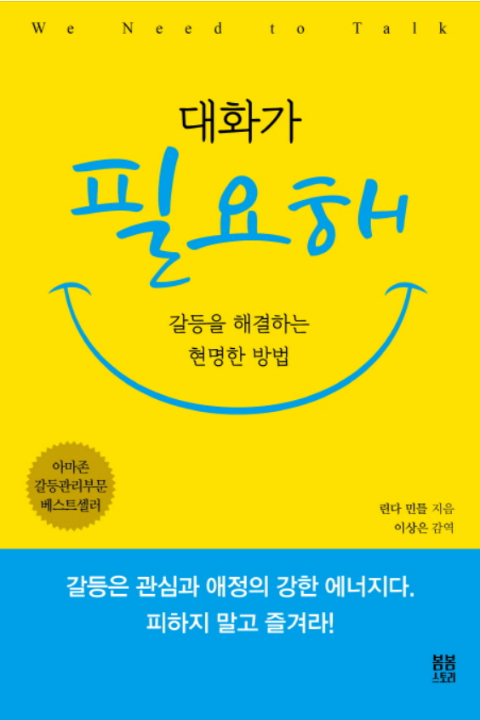 We Need to Talk
대화가
필요해
갈등을 해결하는
현명한 방법
아마존
갈등관리부문
베스트셀러
린다 민틀 지음
이상은 감역
갈등은 관심과 애정의 강한 에너지다.
피하지 말고 즐겨라!
봄봄
스토리